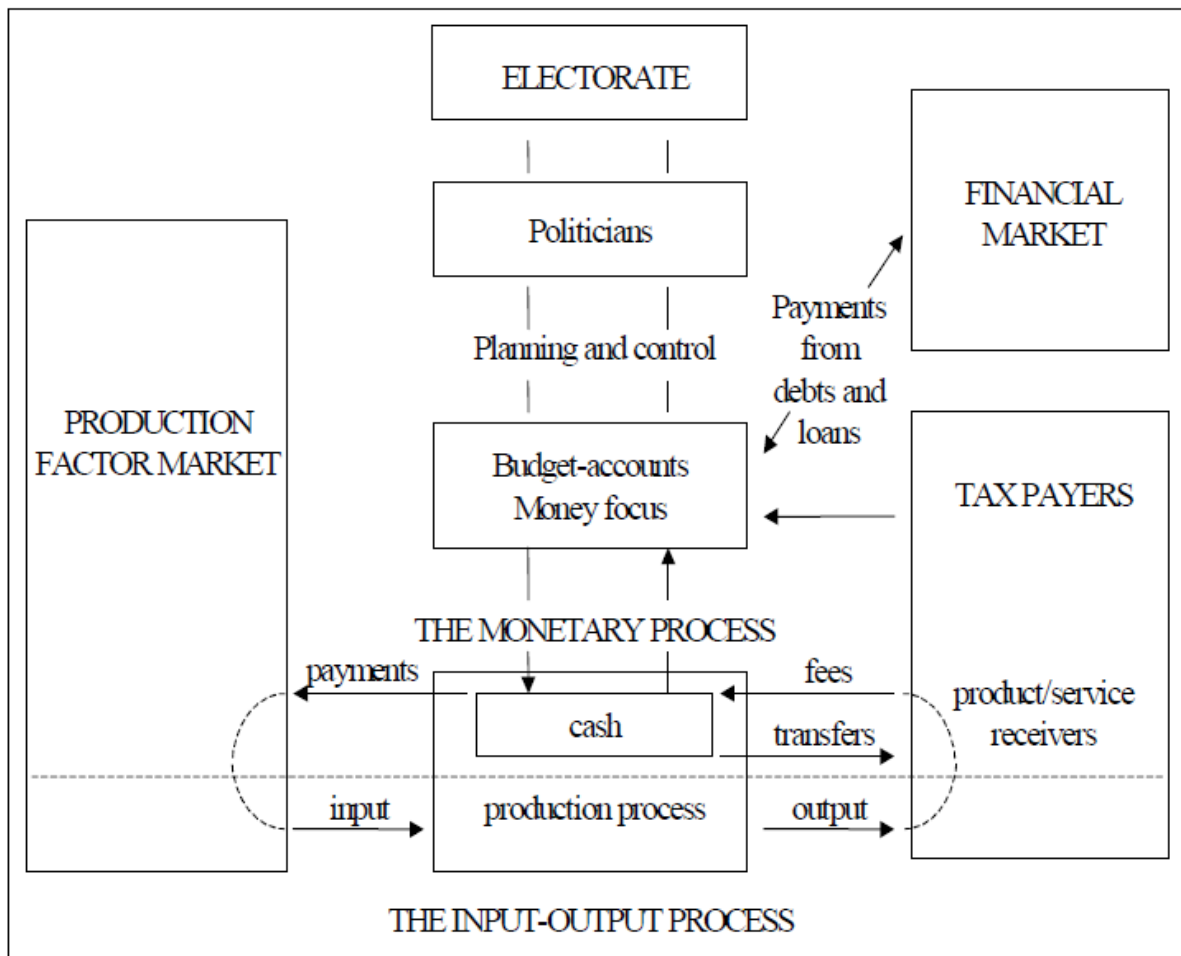 ELECTORATE
Politicians
Planning and control
Budget-accounts
Money focus
FINANCIAL
MARKET
Payments
from
debts and
loans
PRODUCTION
FACTOR MARKET
TAX PAYERS
THE MONETARY PROCESS
payments
cash
fees
transfers
product/service
receivers
input
production process
output
THE INPUT-OUTPUT PROCESS